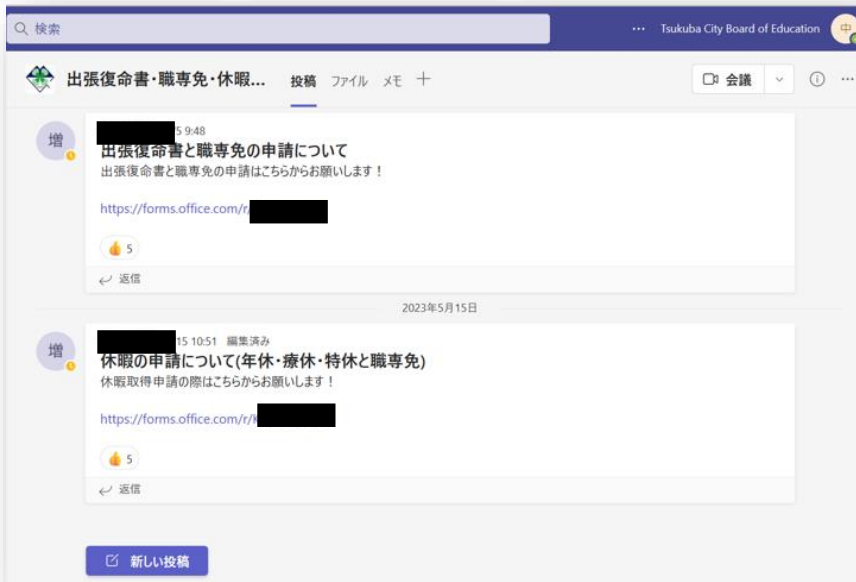 検索
··· Tsukuba City Board of Education 中
出張復命書・職専免・休暇... 投稿 ファイル メモ + 会議 ···
増
5 9:48
出張復命書と職専免の申請について
出張復命書と職専免の申請はこちらからお願いします！
https://forms.office.com/r/
👍 5
返信
2023年5月15日
増
15 10:51 編集済み
休暇の申請について(年休・療休・特休と職専免)
休暇取得申請の際はこちらからお願いします！
https://forms.office.com/r/
👍 5
返信
新しい投稿